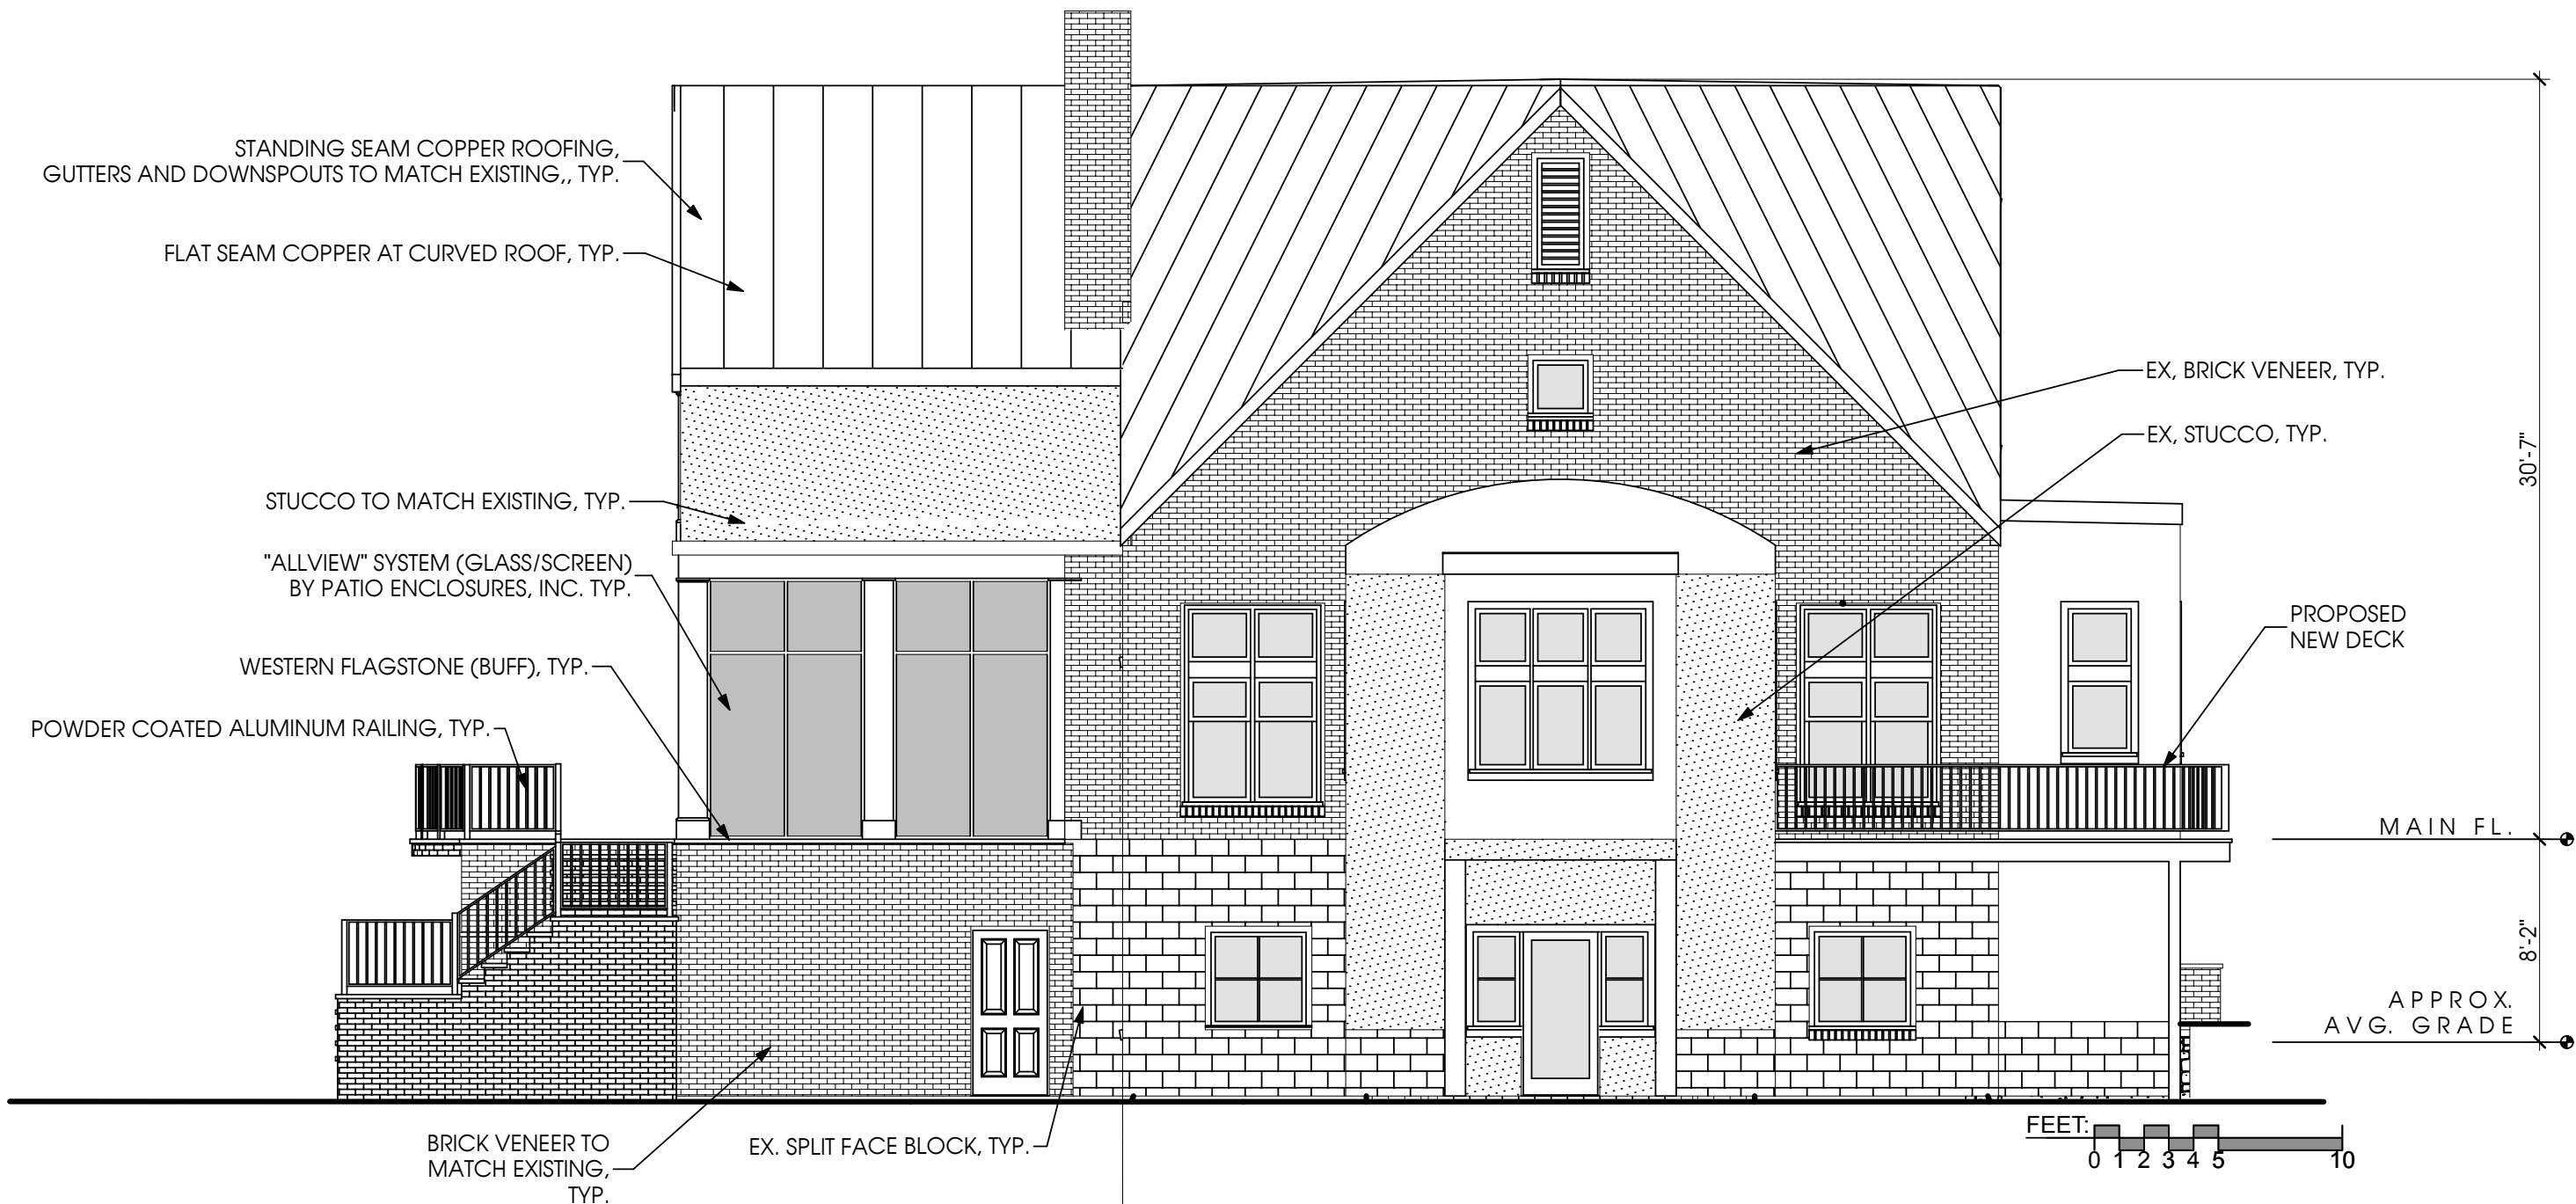 STANDING SEAM COPPER ROOFING,
GUTTERS AND DOWNSPOUTS TO MATCH EXISTING,, TYP.
FLAT SEAM COPPER AT CURVED ROOF, TYP.
STUCCO TO MATCH EXISTING, TYP.
"ALLVIEW" SYSTEM (GLASS/SCREEN)
BY PATIO ENCLOSURES, INC. TYP.
WESTERN FLAGSTONE (BUFF), TYP.
POWDER COATED ALUMINUM RAILING, TYP.
BRICK VENEER TO
MATCH EXISTING,
TYP.
EX. SPLIT FACE BLOCK, TYP.
EX, BRICK VENEER, TYP.
EX, STUCCO, TYP.
PROPOSED
NEW DECK
30'-7"
MAIN FL.
8'-2"
APPROX.
AVG. GRADE
FEET:
0 1 2 3 4 5 10